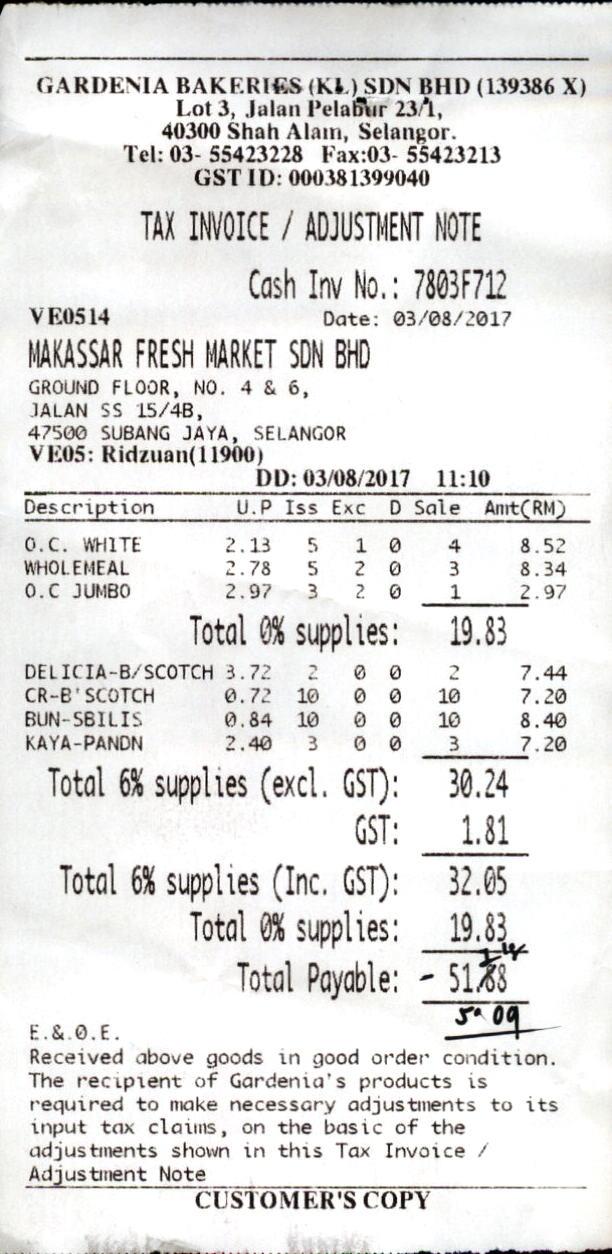 GARDENIA BAKERIES (KL) SDN BHD (139386 X)
Lot 3, Jalan Pelabur 23/1,
40300 Shah Alam, Selangor.
Tel: 03- 55423228 Fax:03- 55423213
GST ID: 000381399040
TAX INVOICE / ADJUSTMENT NOTE
Cash Inv No.: 7803F712
VE0514 Date: 03/08/2017
MAKASSAR FRESH MARKET SDN BHD
GROUND FLOOR, NO. 4 & 6,
JALAN SS 15/4B,
47500 SUBANG JAYA, SELANGOR
VE05: Ridzuan(11900)
DD: 03/08/2017 11:10
Description U.P Iss Exc D Sale Amt(RM)
O.C. WHITE 2.13 5 1 0 4 8.52
WHOLEMEAL 2.78 5 2 0 3 8.34
O.C JUMBO 2.97 3 2 0 1 2.97
Total 0% supplies: 19.83
DELICIA-B/SCOTCH 3.72 2 0 0 2 7.44
CR-B'SCOTCH 0.72 10 0 0 10 7.20
BUN-SBILIS 0.84 10 0 0 10 8.40
KAYA-PANDN 2.40 3 0 0 3 7.20
Total 6% supplies (excl. GST): 30.24
GST: 1.81
Total 6% supplies (Inc. GST): 32.05
Total 0% supplies: 19.83
Total Payable: - 51.88
E.&.O.E.
Received above goods in good order condition.
The recipient of Gardenia's products is
required to make necessary adjustments to its
input tax claims, on the basic of the
adjustments shown in this Tax Invoice /
Adjustment Note
CUSTOMER'S COPY